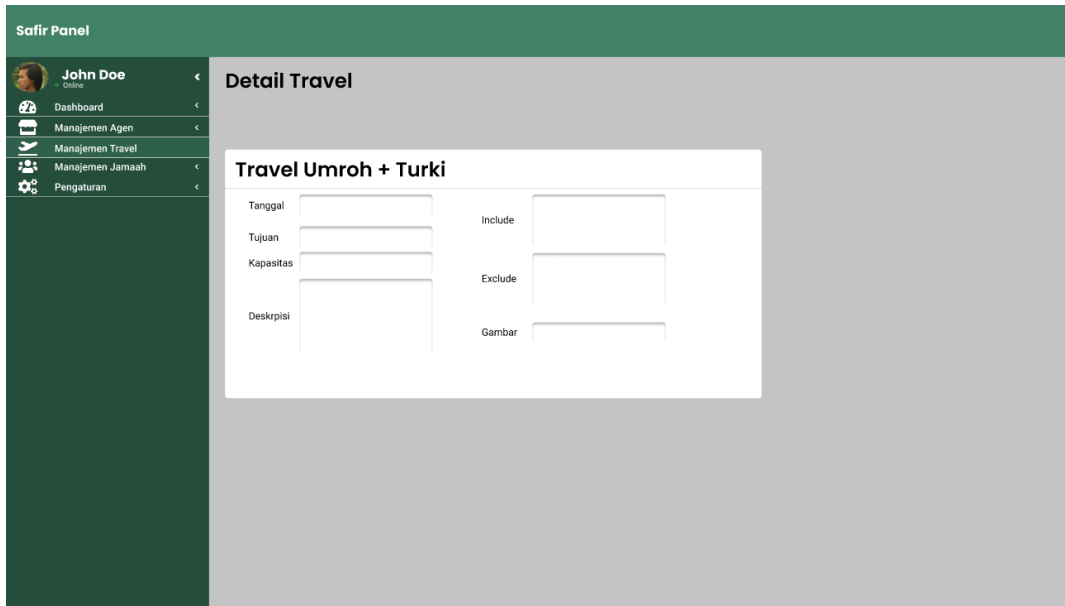 Safir Panel
John Doe
Online
Dashboard
Manajemen Agen
Manajemen Travel
Manajemen Jamaah
Pengaturan
Detail Travel
Travel Umroh + Turki
Tanggal
Tujuan
Kapasitas
Deskrpisi
Include
Exclude
Gambar